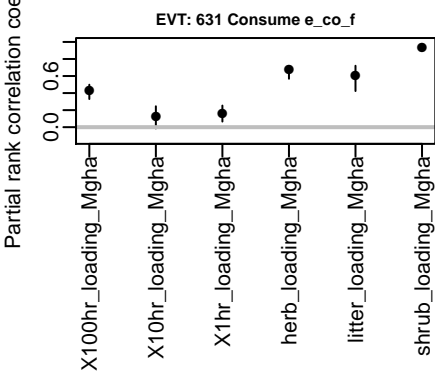 EVT: 631 Consume e_co_f
Partial rank correlation coe
0.6
0.0
X100hr_loading_Mgha
X10hr_loading_Mgha
X1hr_loading_Mgha
herb_loading_Mgha
litter_loading_Mgha
shrub_loading_Mgha